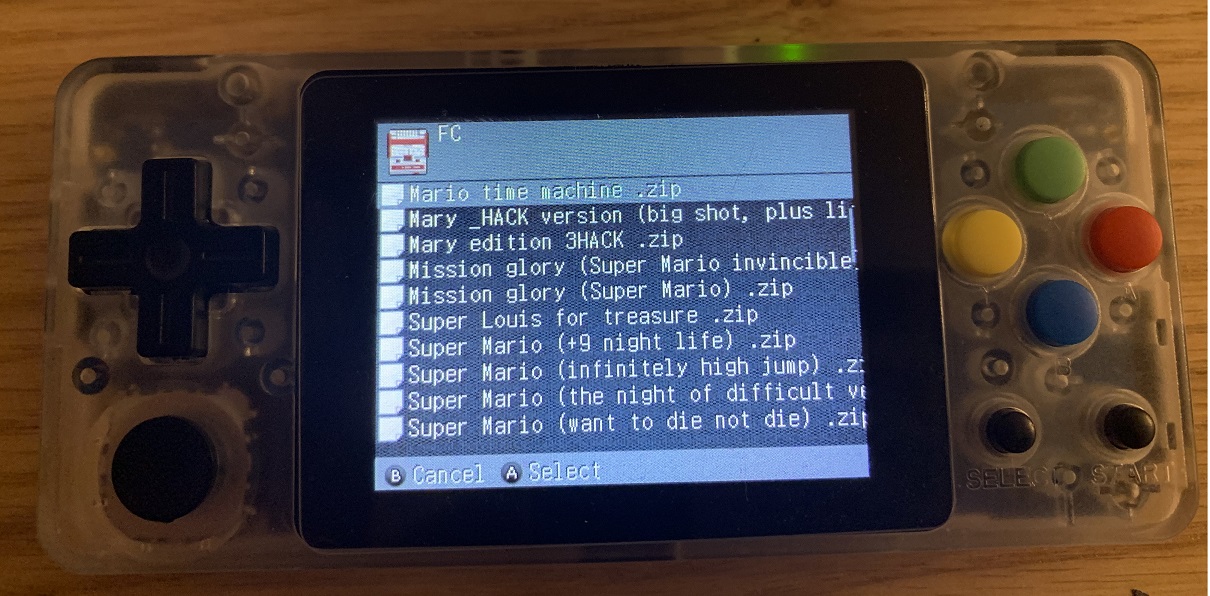 FC
Mario time machine .zip
Mary _HACK version (big shot, plus li
Mary edition 3HACK .zip
Mission glory (Super Mario invincible
Mission glory (Super Mario) .zip
Super Louis for treasure .zip
Super Mario (+9 night life) .zip
Super Mario (infinitely high jump) .zi
Super Mario (the night of difficult ve
Super Mario (want to die not die) .zip
B Cancel A Select
SELECT START